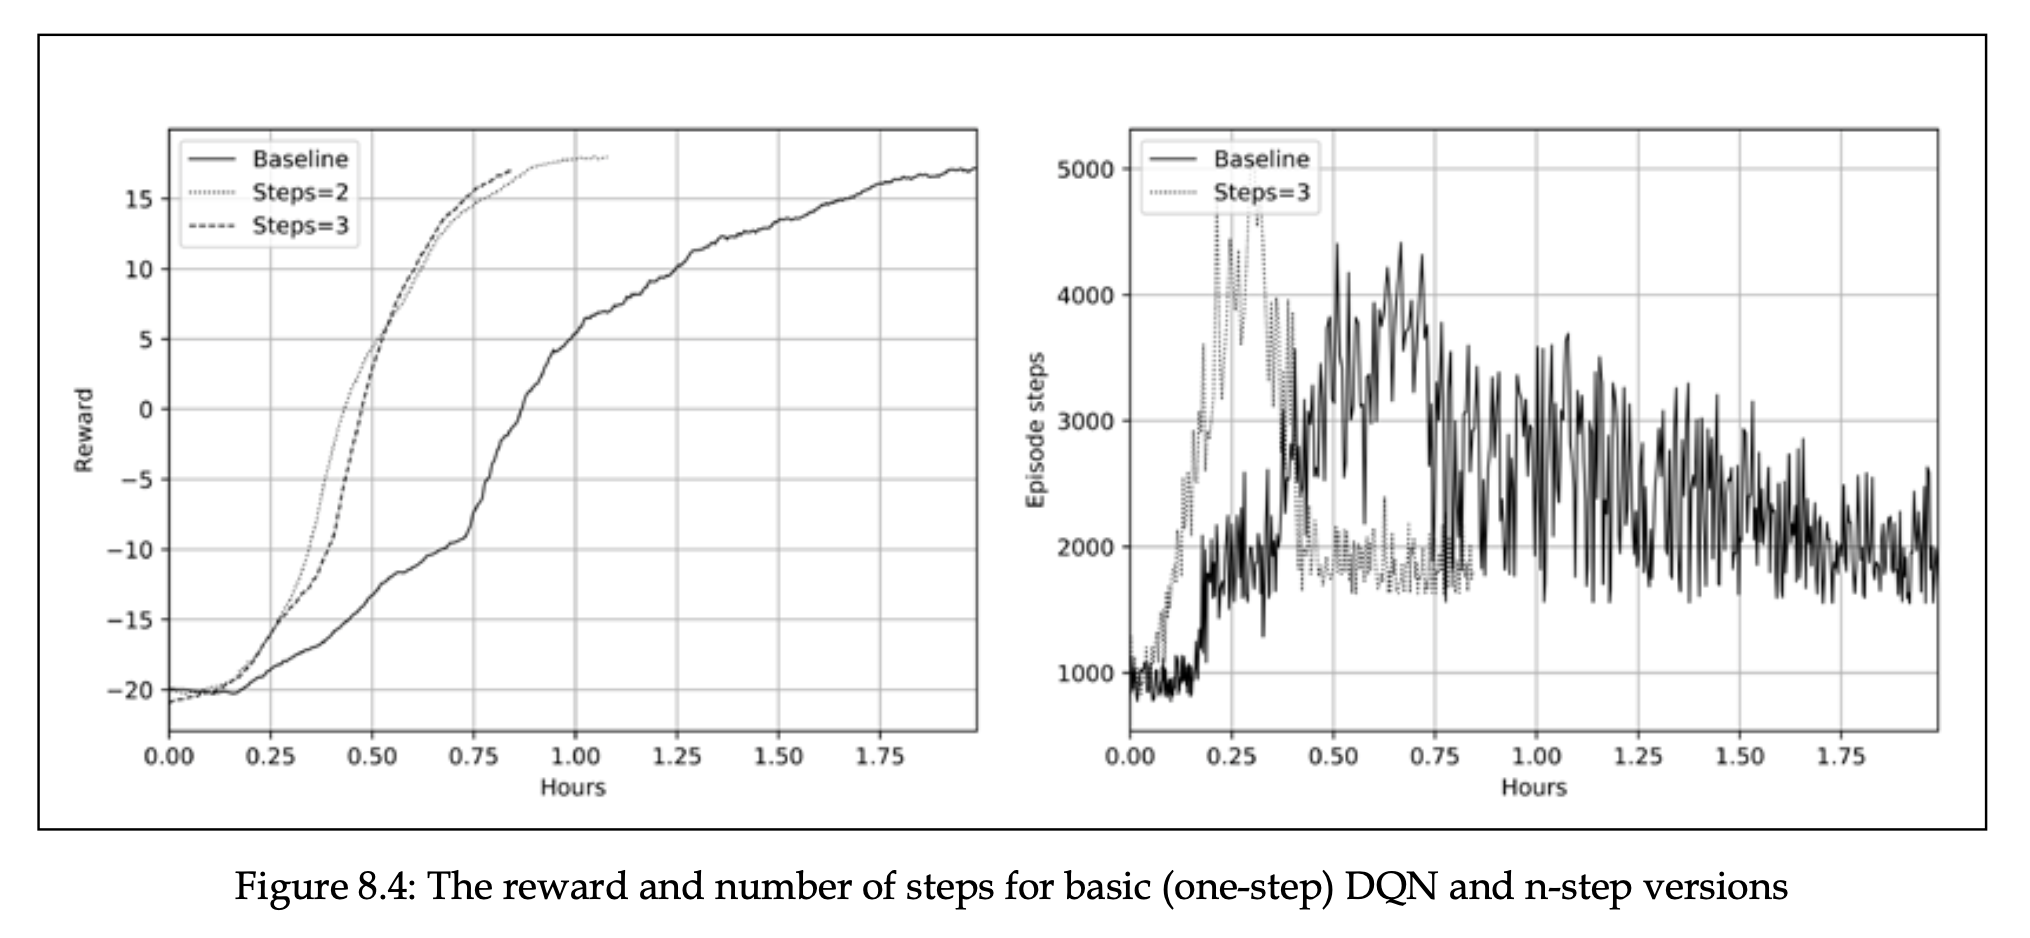 Baseline
Steps=2
Steps=3
15
10
5
0
−5
−10
−15
−20
Reward
0.00 0.25 0.50 0.75 1.00 1.25 1.50 1.75
Hours
Baseline
Steps=3
5000
4000
3000
2000
1000
Episode steps
0.00 0.25 0.50 0.75 1.00 1.25 1.50 1.75
Hours
Figure 8.4: The reward and number of steps for basic (one-step) DQN and n-step versions